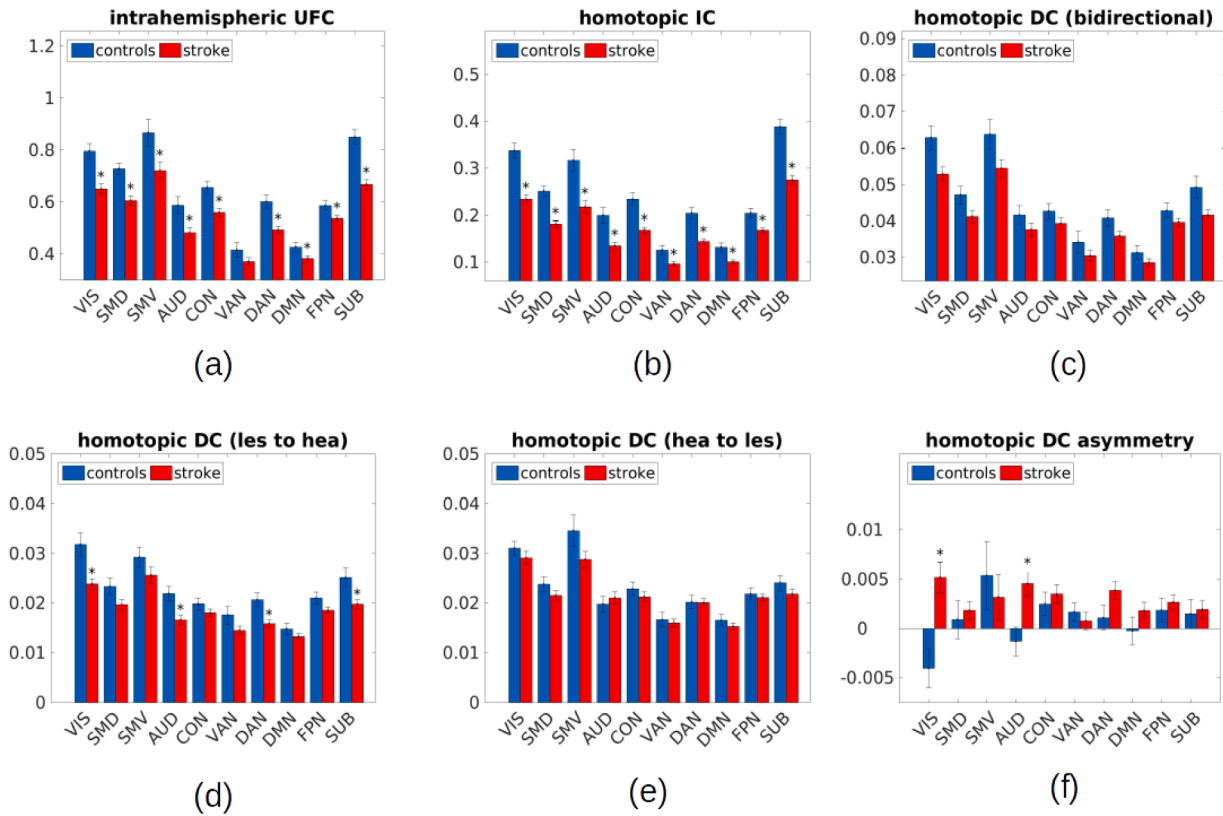 intrahemispheric UFC
controls stroke
1.2
1
0.8
0.6
0.4
* * * * * * * * *
VIS SMD SMV AUD CON VAN DAN DMN FPN SUB
(a)
homotopic IC
controls stroke
0.5
0.4
0.3
0.2
0.1
* * * * * * * * * *
VIS SMD SMV AUD CON VAN DAN DMN FPN SUB
(b)
homotopic DC (bidirectional)
controls stroke
0.09
0.08
0.07
0.06
0.05
0.04
0.03
VIS SMD SMV AUD CON VAN DAN DMN FPN SUB
(c)
homotopic DC (les to hea)
controls stroke
0.05
0.04
0.03
0.02
0.01
0
* * * *
VIS SMD SMV AUD CON VAN DAN DMN FPN SUB
(d)
homotopic DC (hea to les)
controls stroke
0.05
0.04
0.03
0.02
0.01
0
VIS SMD SMV AUD CON VAN DAN DMN FPN SUB
(e)
homotopic DC asymmetry
controls stroke
0.01
0.005
0
-0.005
* *
VIS SMD SMV AUD CON VAN DAN DMN FPN SUB
(f)